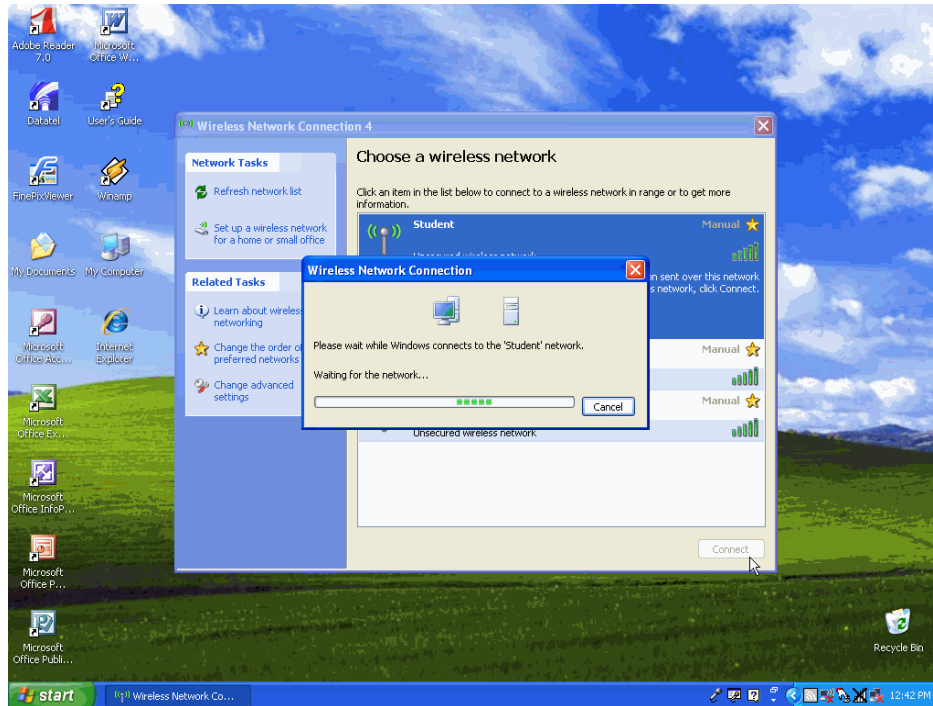 Adobe Reader
7.0
Microsoft
Office W...
Datatel
User's Guide
FinePixViewer
Winamp
My Documents
My Computer
Microsoft
Office Acc...
Internet
Explorer
Microsoft
Office Ex...
Microsoft
Office InfoP...
Microsoft
Office P...
Microsoft
Office Publi...
Wireless Network Connection 4
Network Tasks
Refresh network list
Set up a wireless network
for a home or small office
Related Tasks
Learn about wireless
networking
Change the order of
preferred networks
Change advanced
settings
Choose a wireless network
Click an item in the list below to connect to a wireless network in range or to get more
information.
Student
Manual
Unsecured wireless network
sent over this network
network, click Connect.
Manual
Manual
Unsecured wireless network
Connect
Wireless Network Connection
Please wait while Windows connects to the 'Student' network.
Waiting for the network...
Cancel
Recycle Bin
start
Wireless Network Co...
12:42 PM